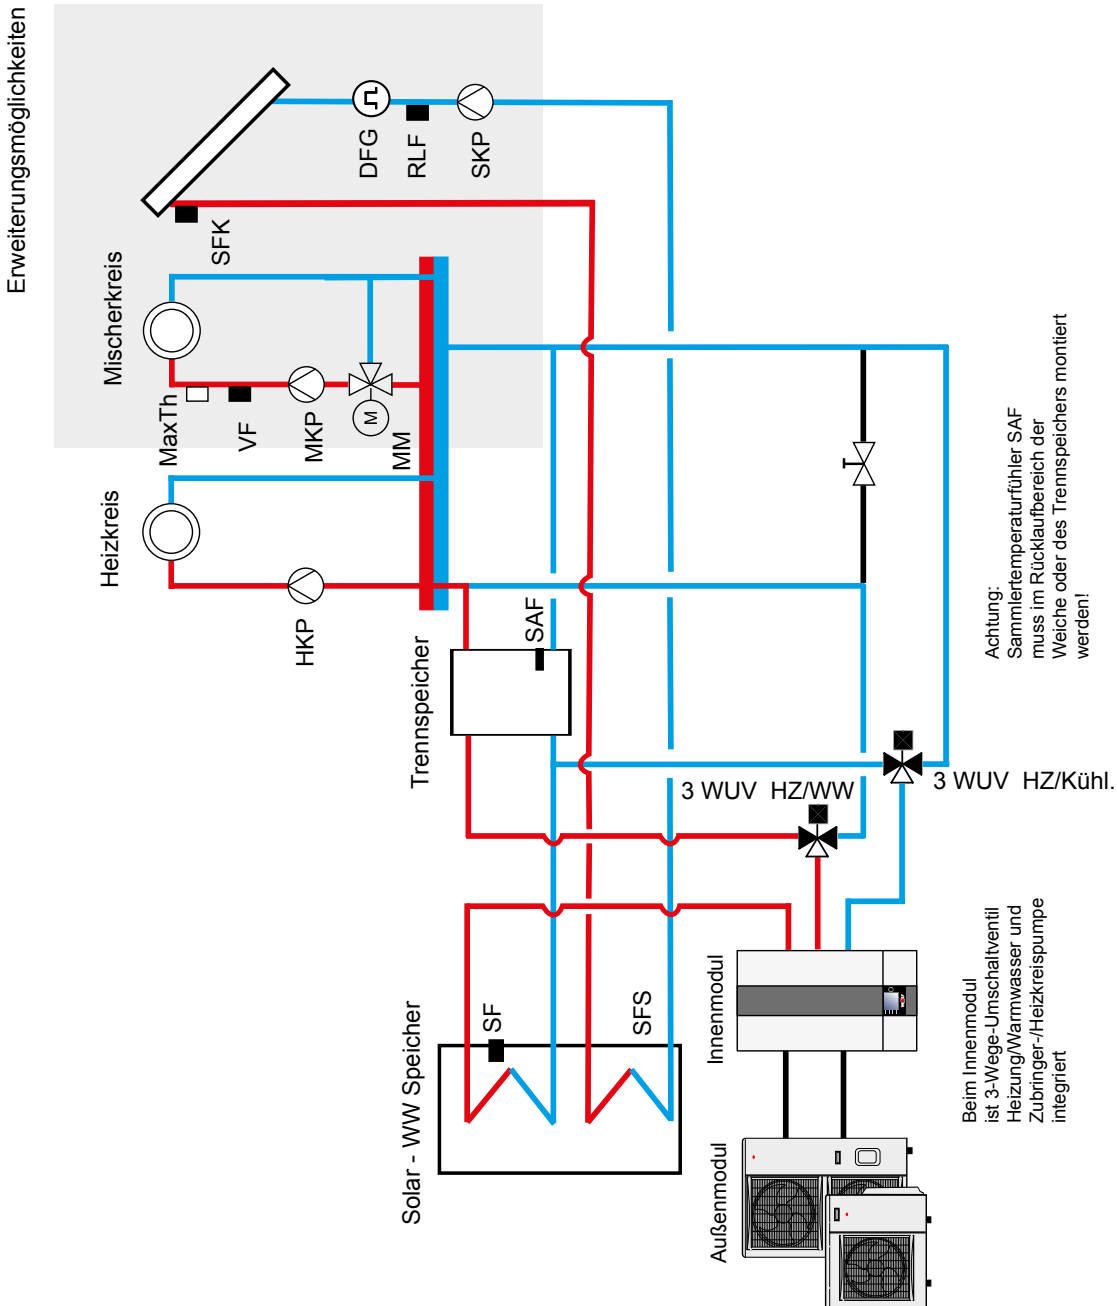 Erweiterungsmöglichkeiten
DFG
RLF
SKP
SFK
Mischerkreis
MaxTh
VF
MKP
MM
M
Heizkreis
HKP
Trennspeicher
SAF
Achtung:
Sammlertemperaturfühler SAF
muss im Rücklaufbereich der
Weiche oder des Trennspeichers montiert
werden!
3 WUV HZ/WW
3 WUV HZ/Kühl.
Solar - WW Speicher
SF
SFS
Innenmodul
Beim Innenmodul
ist 3-Wege-Umschaltventil
Heizung/Warmwasser und
Zubringer-/Heizkreispumpe
integriert
Außenmodul